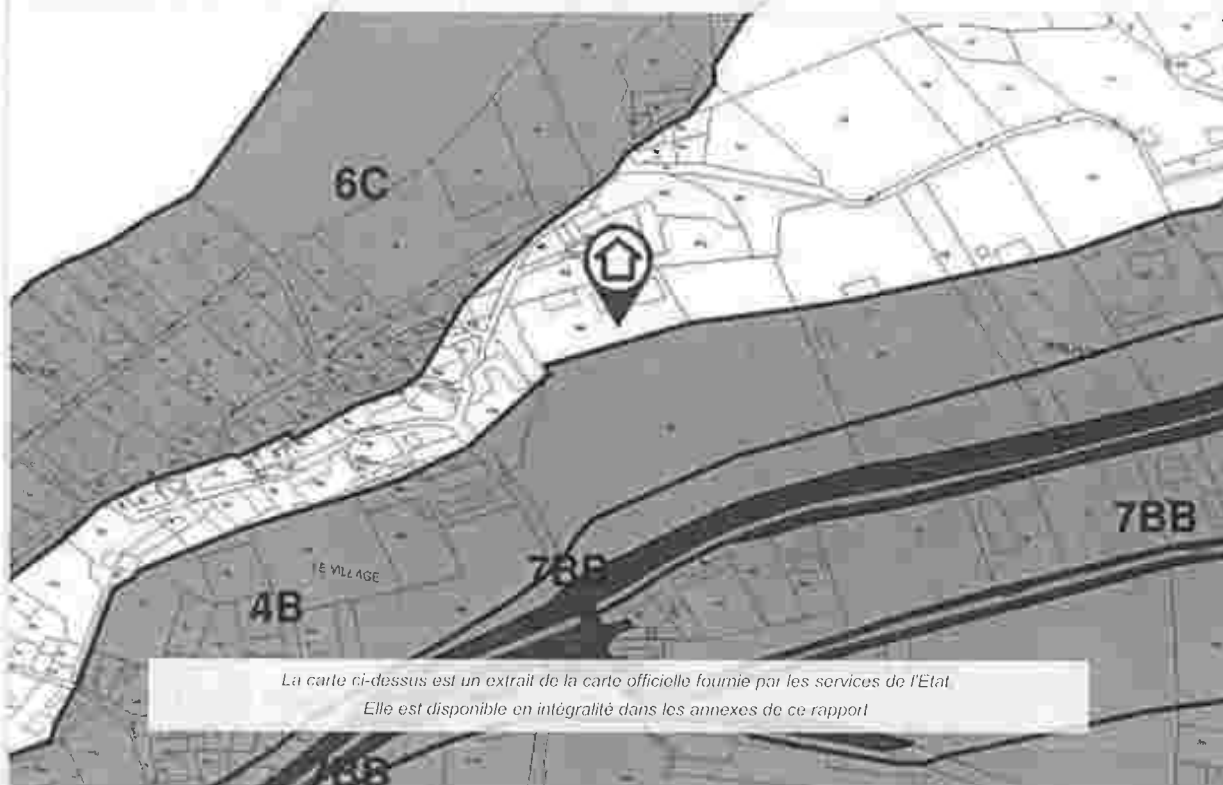 6C
7BB
7BB
LE VILLAGE
4B
La carte ci-dessus est un extrait de la carte officielle fournie par les services de l'Etat
Elle est disponible en intégralité dans les annexes de ce rapport
7BB